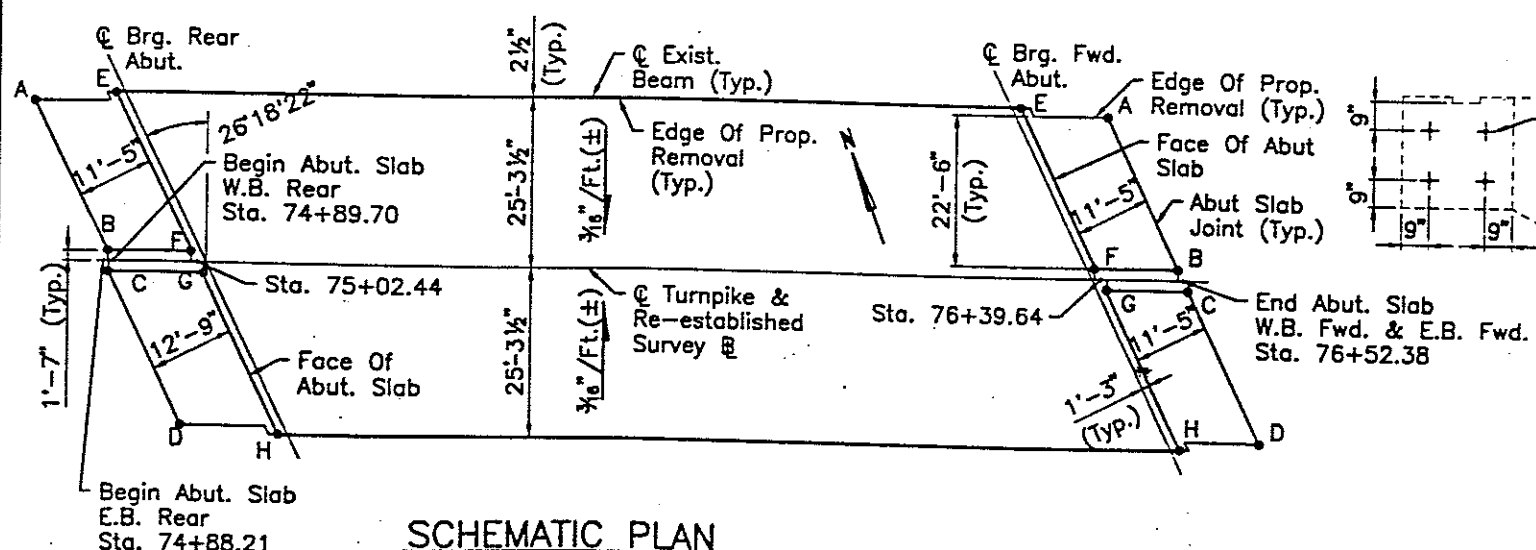 ℄ Brg. Rear
Abut.
A
E
26°18'22"
11'-5"
Begin Abut. Slab
W.B. Rear
Sta. 74+89.70
B
F
C
G
Sta. 75+02.44
1'-7" (Typ.)
12'-9"
Face Of
Abut. Slab
D
H
Begin Abut. Slab
E.B. Rear
Sta. 74+88.21
2½"
(Typ.)
℄ Exist.
Beam (Typ.)
Edge Of Prop.
Removal
(Typ.)
25'-3½"
3/16"/Ft.(±)
N
℄ Turnpike &
Re-established
Survey ⅊
25'-3½"
3/16"/Ft.(±)
℄ Brg. Fwd.
Abut.
E
A
Edge Of Prop.
Removal (Typ.)
Face Of Abut
Slab
22'-6"
(Typ.)
11'-5"
Abut Slab
Joint (Typ.)
F
B
G
C
Sta. 76+39.64
End Abut. Slab
W.B. Fwd. & E.B. Fwd.
Sta. 76+52.38
11'-5"
1'-3"
(Typ.)
H
D
9"
9"
9"
9"
SCHEMATIC PLAN